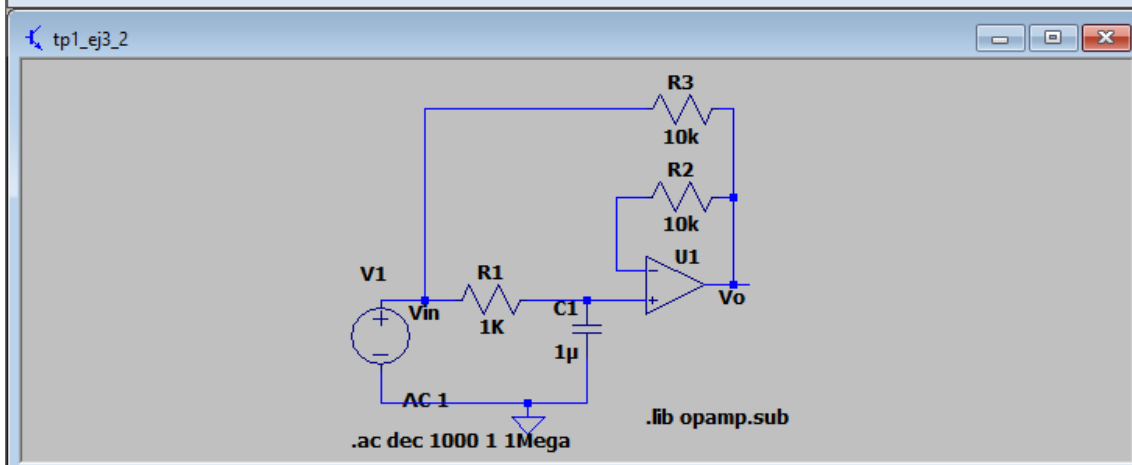 tp1_ej3_2
R3
10k
R2
10k
U1
V1
R1
C1
Vin
1K
Vo
1µ
AC 1
.lib opamp.sub
.ac dec 1000 1 1Mega